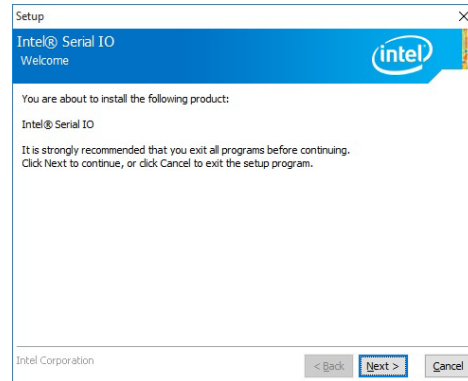 Setup
Intel® Serial IO
Welcome
intel
You are about to install the following product:
Intel® Serial IO
It is strongly recommended that you exit all programs before continuing.
Click Next to continue, or click Cancel to exit the setup program.
Intel Corporation
< Back Next > Cancel